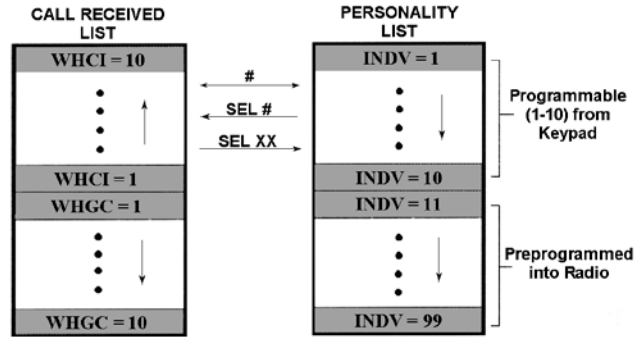 CALL RECEIVED
LIST
WHCI = 10
WHCI = 1
WHGC = 1
WHGC = 10
#
SEL #
SEL XX
PERSONALITY
LIST
INDV = 1
INDV = 10
INDV = 11
INDV = 99
Programmable
(1-10) from
Keypad
Preprogrammed
into Radio